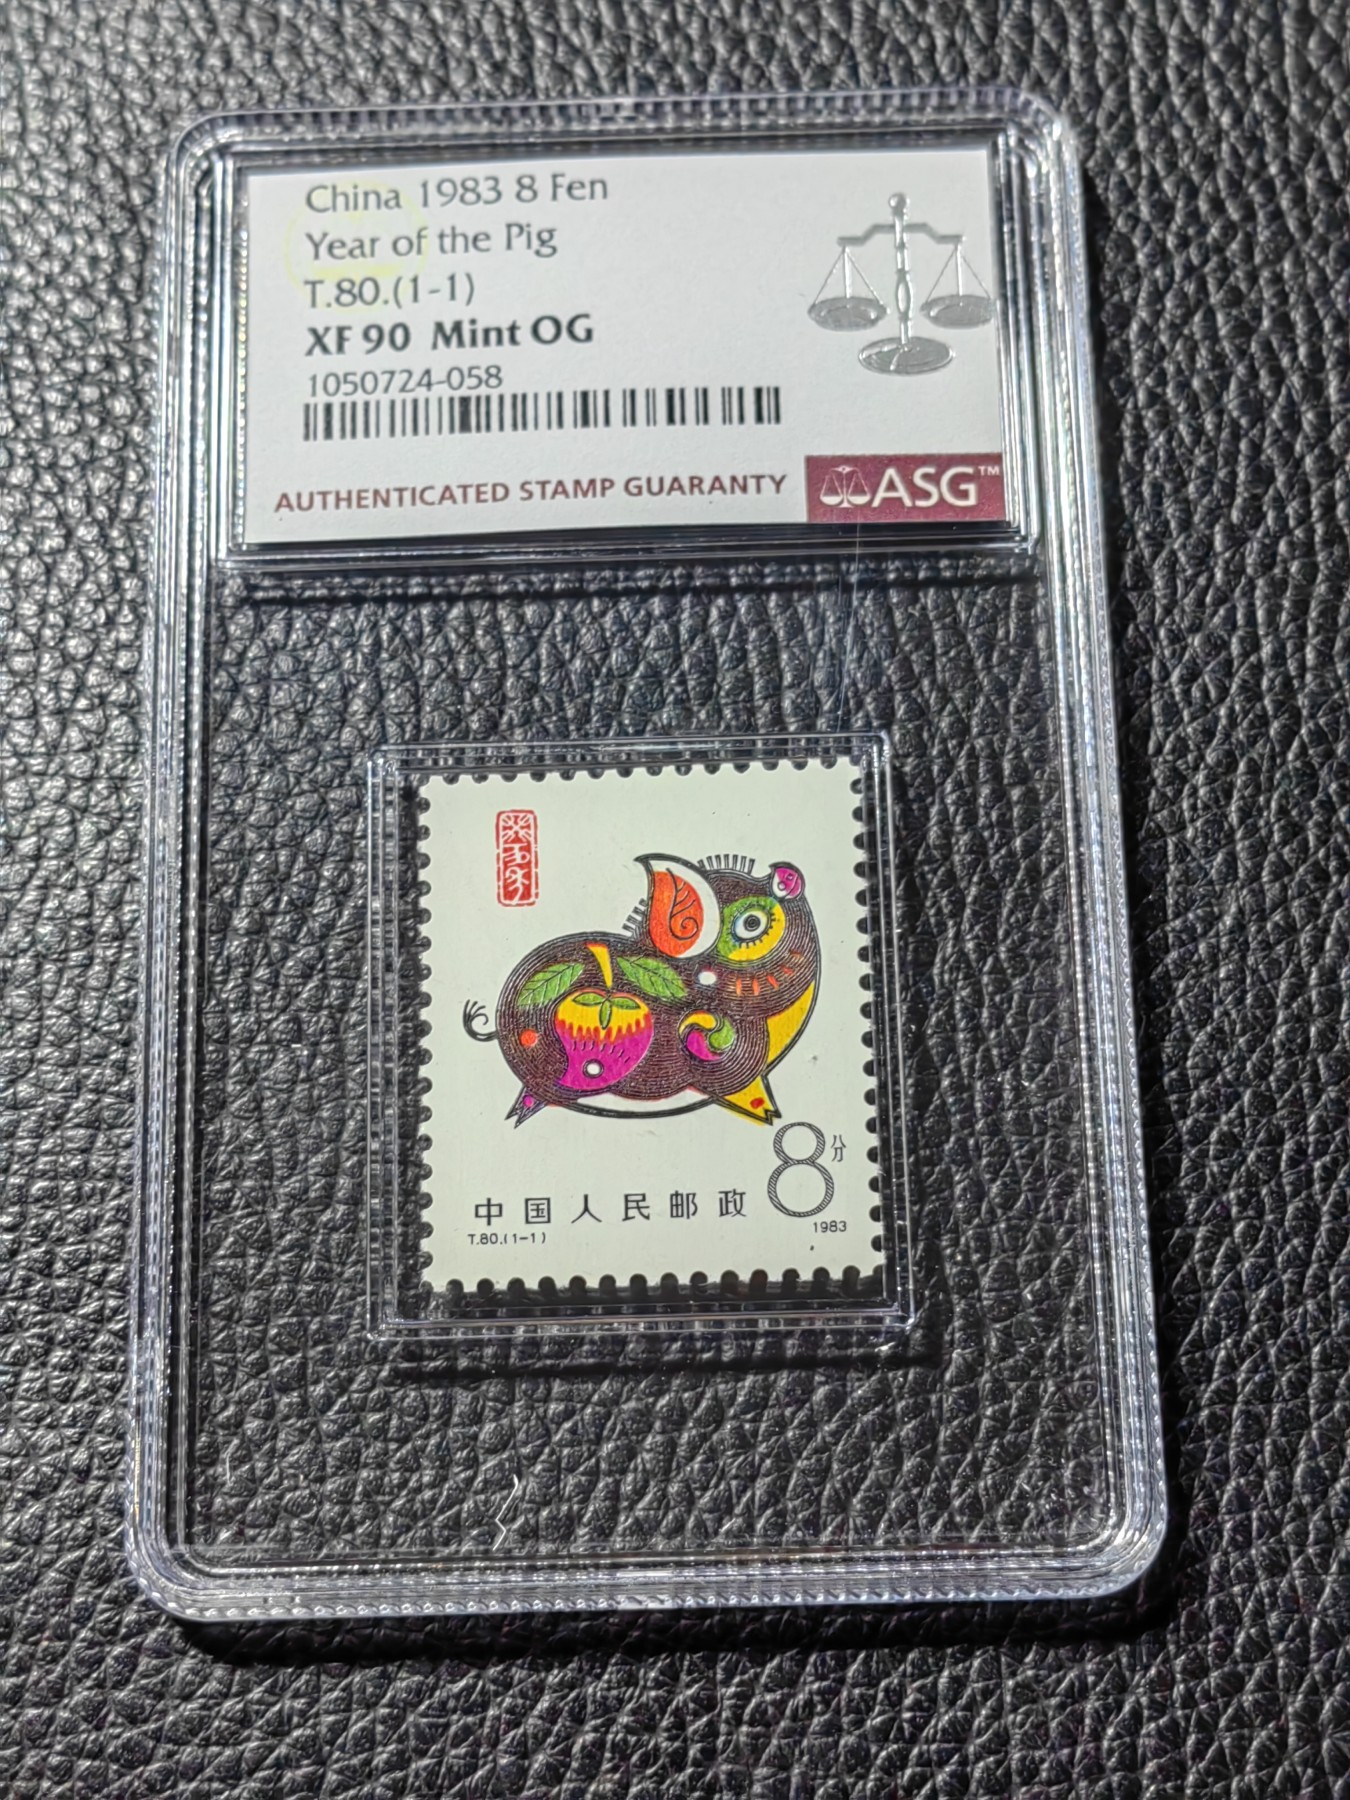 China 1983 8 Fen
Year of the Pig
T.80.(1-1)
XF 90 Mint OG
1050724-058
AUTHENTICATED STAMP GUARANTY
ASG™
8 八分
中国人民邮政
T.80.(1-1)
1983